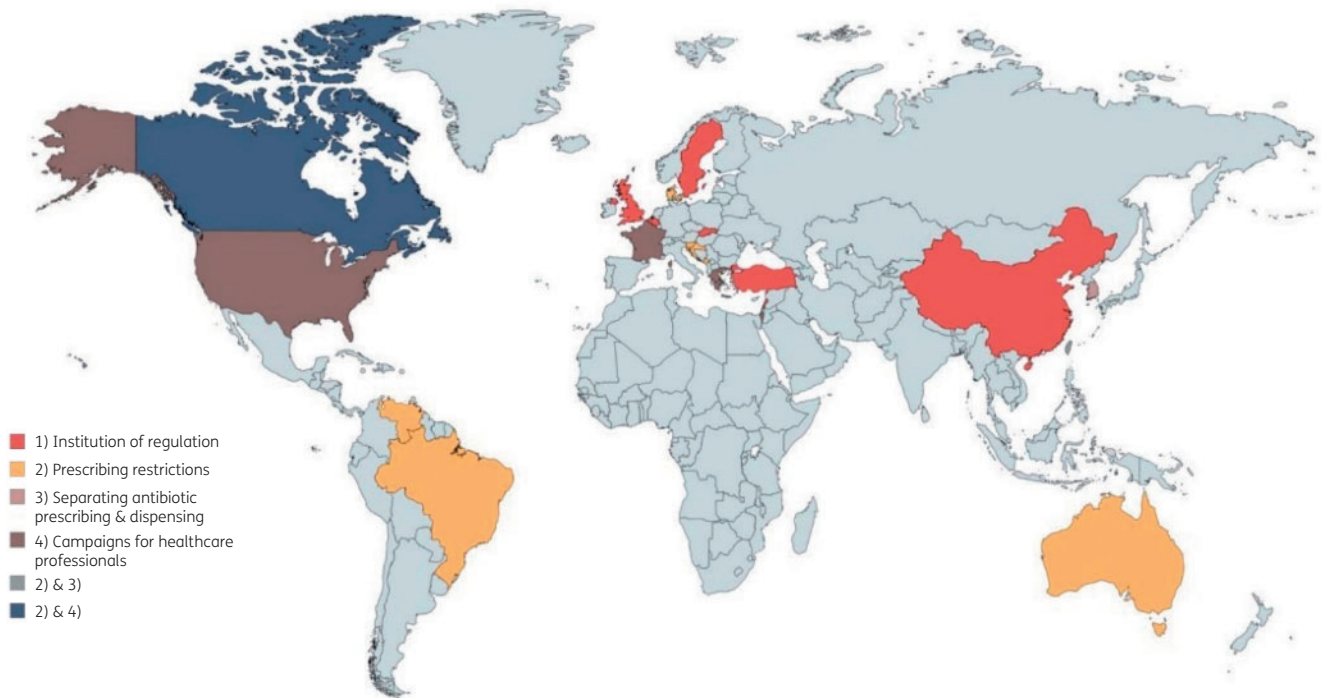 1) Institution of regulation
2) Prescribing restrictions
3) Separating antibiotic
prescribing & dispensing
4) Campaigns for healthcare
professionals
2) & 3)
2) & 4)